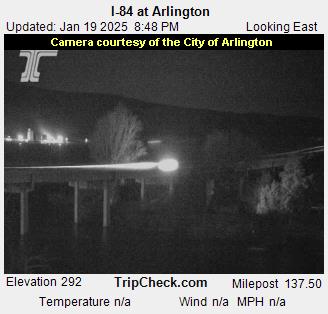 I-84 at Arlington
Updated: Jan 19 2025 8:48 PM Looking East
Camera courtesy of the City of Arlington
Elevation 292 TripCheck.com Milepost 137.50
Temperature n/a Wind n/a MPH n/a